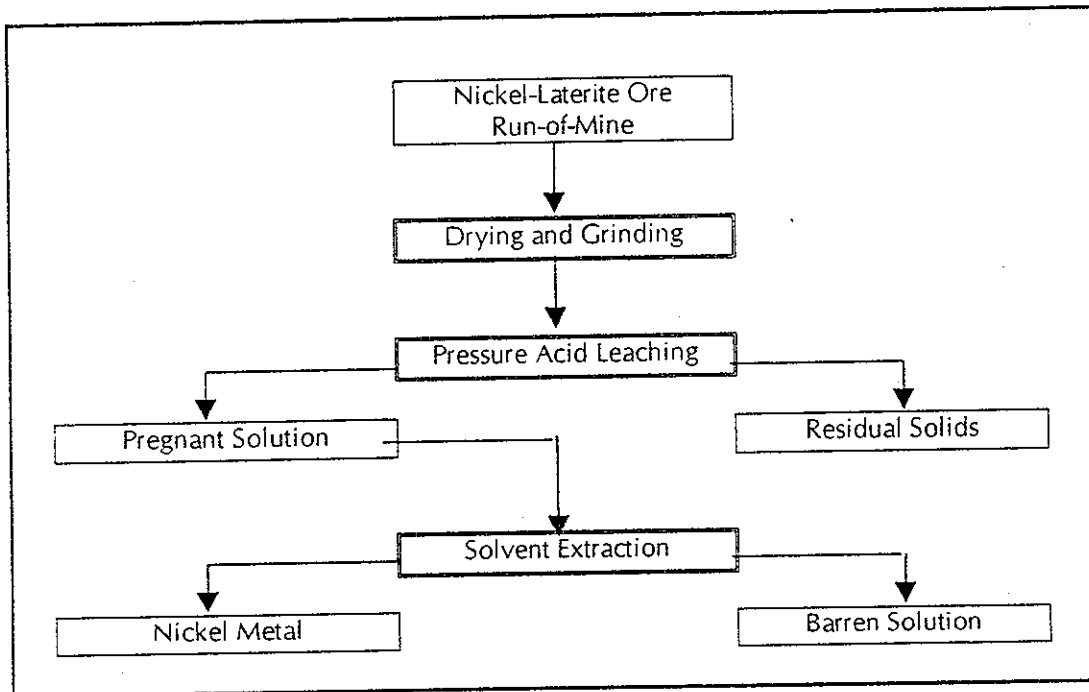 Nickel-Laterite Ore
Run-of-Mine
Drying and Grinding
Pressure Acid Leaching
Pregnant Solution
Residual Solids
Solvent Extraction
Nickel Metal
Barren Solution